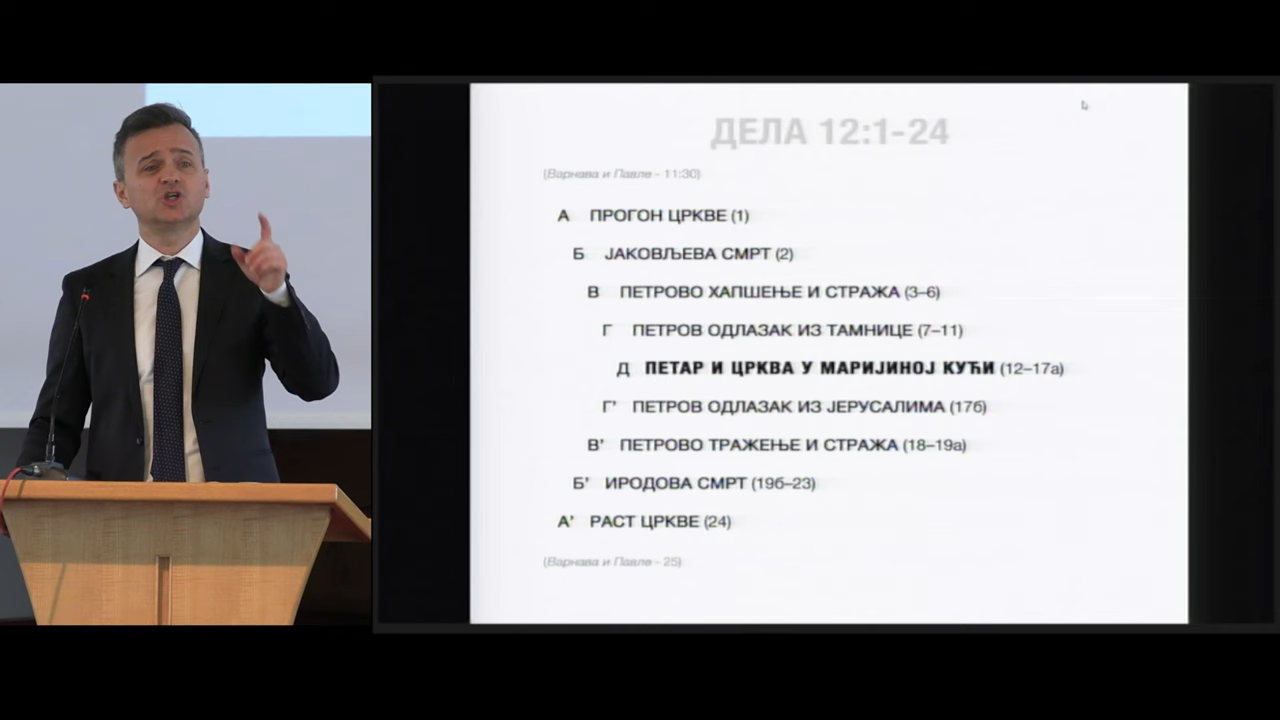 ДЕЛА 12:1-24
(Варнава и Павле - 11:30)
А ПРОГОН ЦРКВЕ (1)
Б ЈАКОВЉЕВА СМРТ (2)
В ПЕТРОВО ХАПШЕЊЕ И СТРАЖА (3–6)
Г ПЕТРОВ ОДЛАЗАК ИЗ ТАМНИЦЕ (7–11)
Д ПЕТАР И ЦРКВА У МАРИЈИНОЈ КУЋИ (12–17а)
Г' ПЕТРОВ ОДЛАЗАК ИЗ ЈЕРУСАЛИМА (17б)
В' ПЕТРОВО ТРАЖЕЊЕ И СТРАЖА (18–19а)
Б' ИРОДОВА СМРТ (19б–23)
А' РАСТ ЦРКВЕ (24)
(Варнава и Павле - 25)